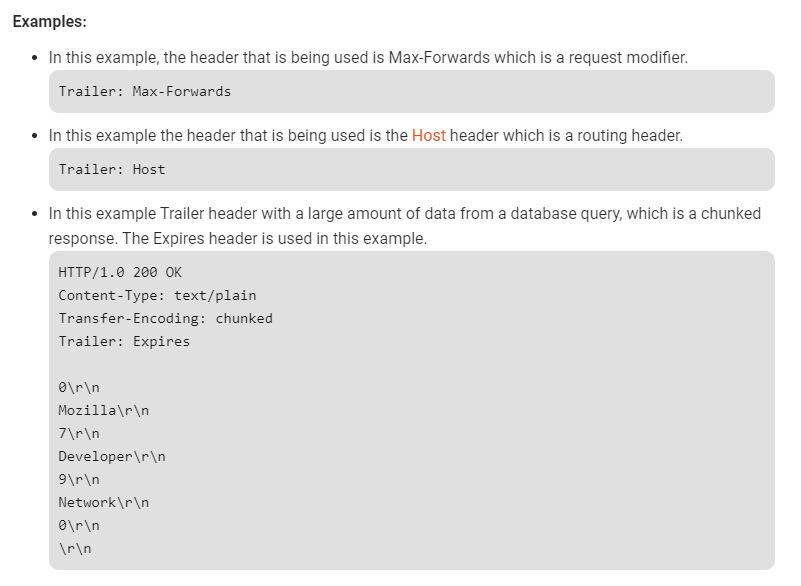 Examples:
In this example, the header that is being used is Max-Forwards which is a request modifier.
Trailer: Max-Forwards
In this example the header that is being used is the Host header which is a routing header.
Trailer: Host
In this example Trailer header with a large amount of data from a database query, which is a chunked
response. The Expires header is used in this example.
HTTP/1.0 200 OK
Content-Type: text/plain
Transfer-Encoding: chunked
Trailer: Expires
0\r\n
Mozilla\r\n
7\r\n
Developer\r\n
9\r\n
Network\r\n
0\r\n
\r\n